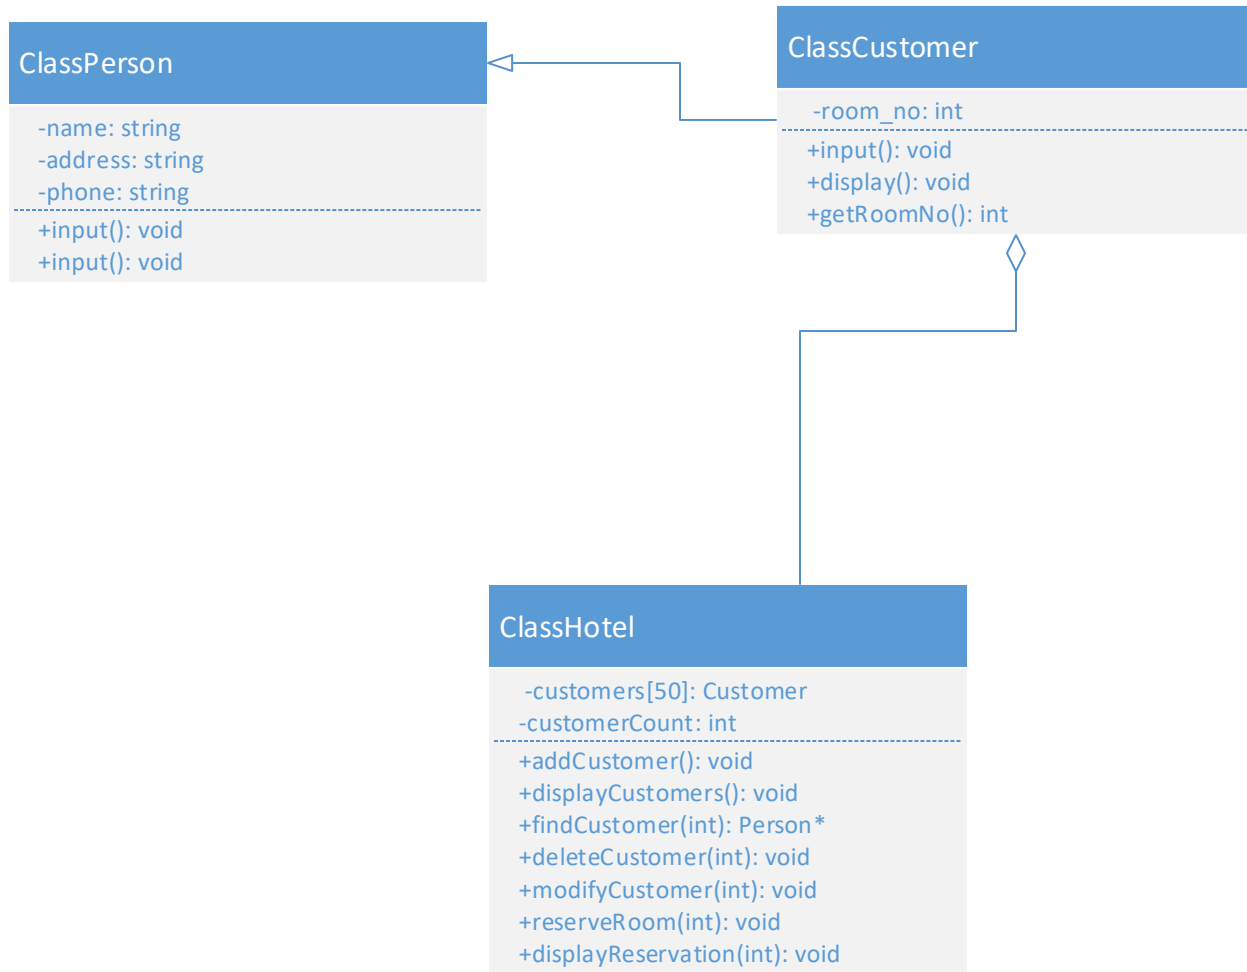 ClassPerson
-name: string
-address: string
-phone: string
+input(): void
+input(): void
ClassCustomer
-room_no: int
+input(): void
+display(): void
+getRoomNo(): int
ClassHotel
-customers[50]: Customer
-customerCount: int
+addCustomer(): void
+displayCustomers(): void
+findCustomer(int): Person*
+deleteCustomer(int): void
+modifyCustomer(int): void
+reserveRoom(int): void
+displayReservation(int): void